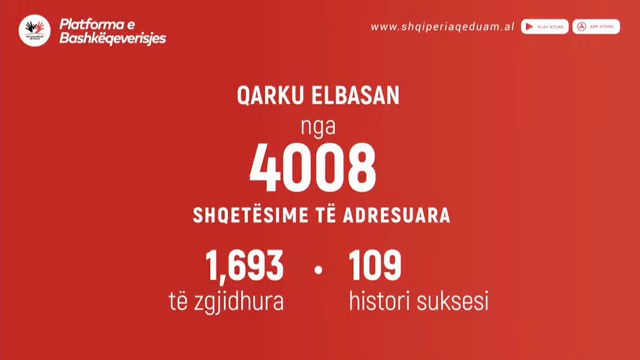 Platforma e
Bashkëqeverisjes
www.shqiperiaqeduam.al
PLAY STORE
APP STORE
QARKU ELBASAN
nga
4008
SHQETËSIME TË ADRESUARA
1,693 • 109
të zgjidhura histori suksesi